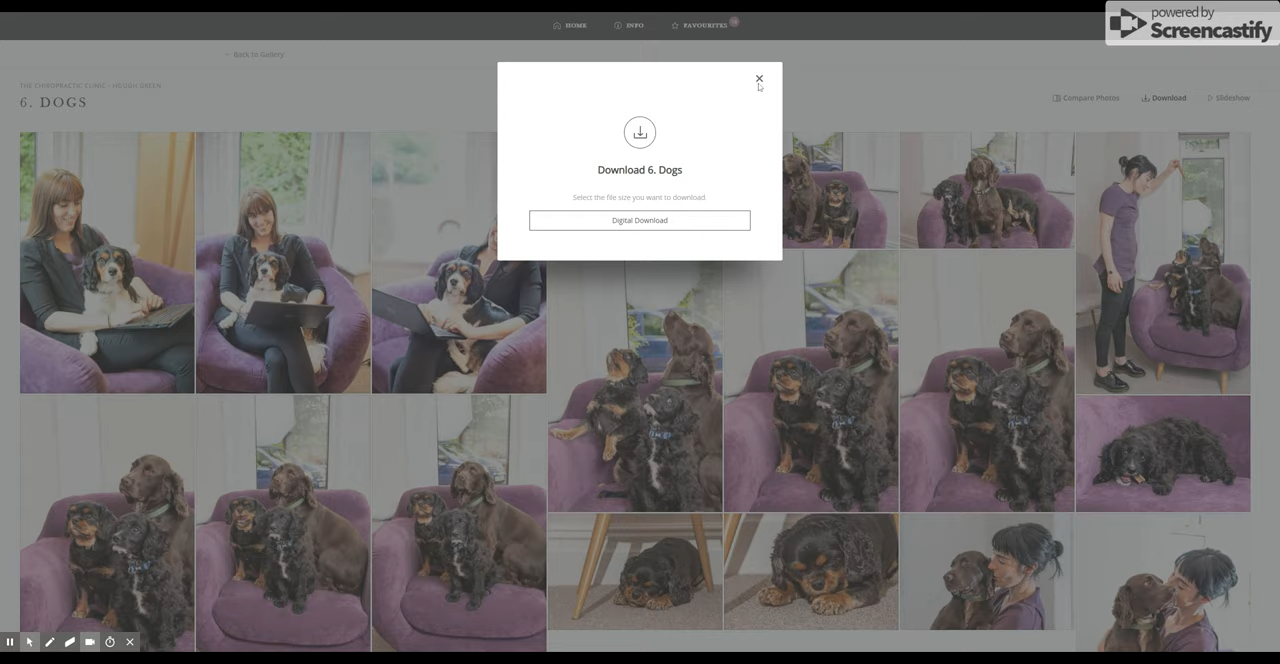 HOME
INFO
FAVOURITES
powered by
Screencastify
← Back to Gallery
THE CHIROPRACTIC CLINIC - HOUGH GREEN
6. DOGS
Compare Photos
Download
Slideshow
Download 6. Dogs
Select the file size you want to download
Digital Download